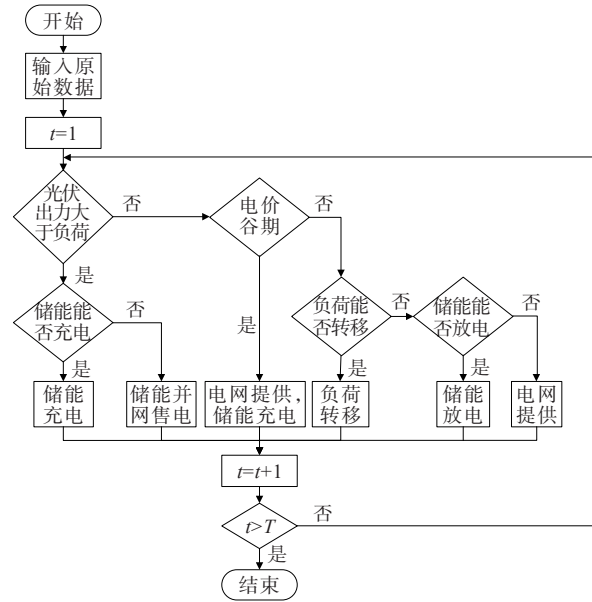 开始
输入原
始数据
t=1
光伏
出力大
于负荷
否
电价
谷期
否
是
储能能
否充电
否
是
负荷能
否转移
否
储能能
否放电
否
是
是
是
储能
充电
储能并
网售电
电网提供,
储能充电
负荷
转移
储能
放电
电网
提供
t=t+1
t>T
否
是
结束